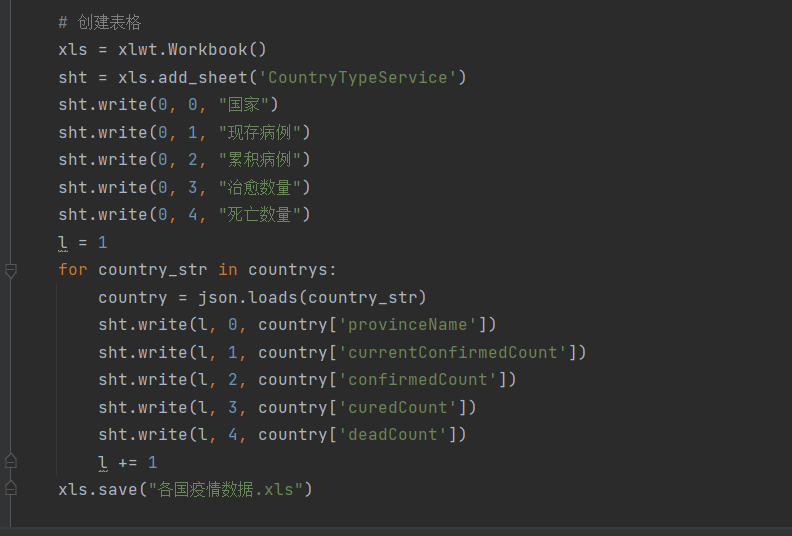 # 创建表格
xls = xlwt.Workbook()
sht = xls.add_sheet('CountryTypeService')
sht.write(0, 0, "国家")
sht.write(0, 1, "现存病例")
sht.write(0, 2, "累积病例")
sht.write(0, 3, "治愈数量")
sht.write(0, 4, "死亡数量")
l = 1
for country_str in countrys:
    country = json.loads(country_str)
    sht.write(l, 0, country['provinceName'])
    sht.write(l, 1, country['currentConfirmedCount'])
    sht.write(l, 2, country['confirmedCount'])
    sht.write(l, 3, country['curedCount'])
    sht.write(l, 4, country['deadCount'])
    l += 1
xls.save("各国疫情数据.xls")